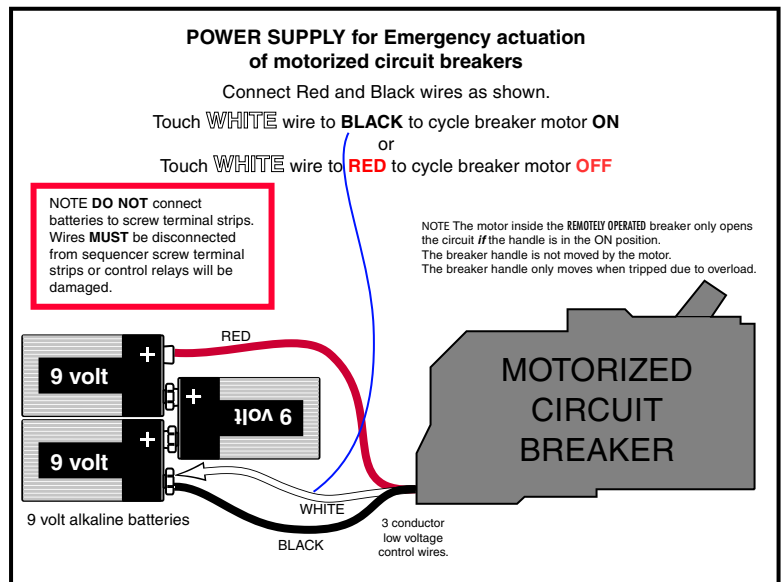 POWER SUPPLY for Emergency actuation
of motorized circuit breakers
Connect Red and Black wires as shown.
Touch WHITE wire to BLACK to cycle breaker motor ON
or
Touch WHITE wire to RED to cycle breaker motor OFF
NOTE DO NOT connect
batteries to screw terminal strips.
Wires MUST be disconnected
from sequencer screw terminal
strips or control relays will be
damaged.
NOTE The motor inside the REMOTELY OPERATED breaker only opens
the circuit if the handle is in the ON position.
The breaker handle is not moved by the motor.
The breaker handle only moves when tripped due to overload.
RED
+
9 volt
+
9 volt
+
9 volt
MOTORIZED
CIRCUIT
BREAKER
WHITE
9 volt alkaline batteries
BLACK
3 conductor
low voltage
control wires.